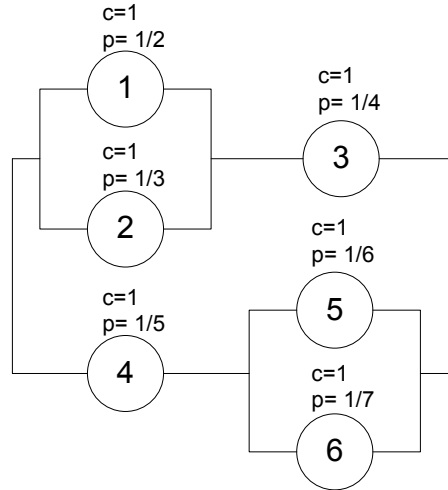 c=1
p= 1/2
1
c=1
p= 1/3
2
c=1
p= 1/4
3
c=1
p= 1/5
4
c=1
p= 1/6
5
c=1
p= 1/7
6